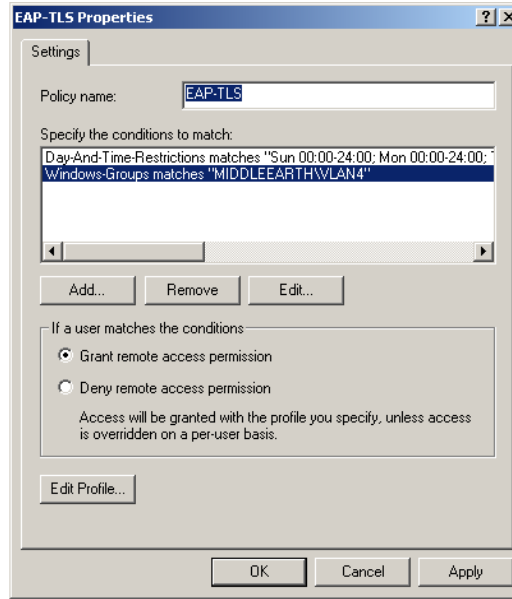 EAP-TLS Properties
Settings
Policy name: EAP-TLS
Specify the conditions to match:
Day-And-Time-Restrictions matches "Sun 00:00-24:00; Mon 00:00-24:00;
Windows-Groups matches "MIDDLEEARTH\VLAN4"
Add... Remove Edit...
If a user matches the conditions
Grant remote access permission
Deny remote access permission
Access will be granted with the profile you specify, unless access
is overridden on a per-user basis.
Edit Profile...
OK Cancel Apply